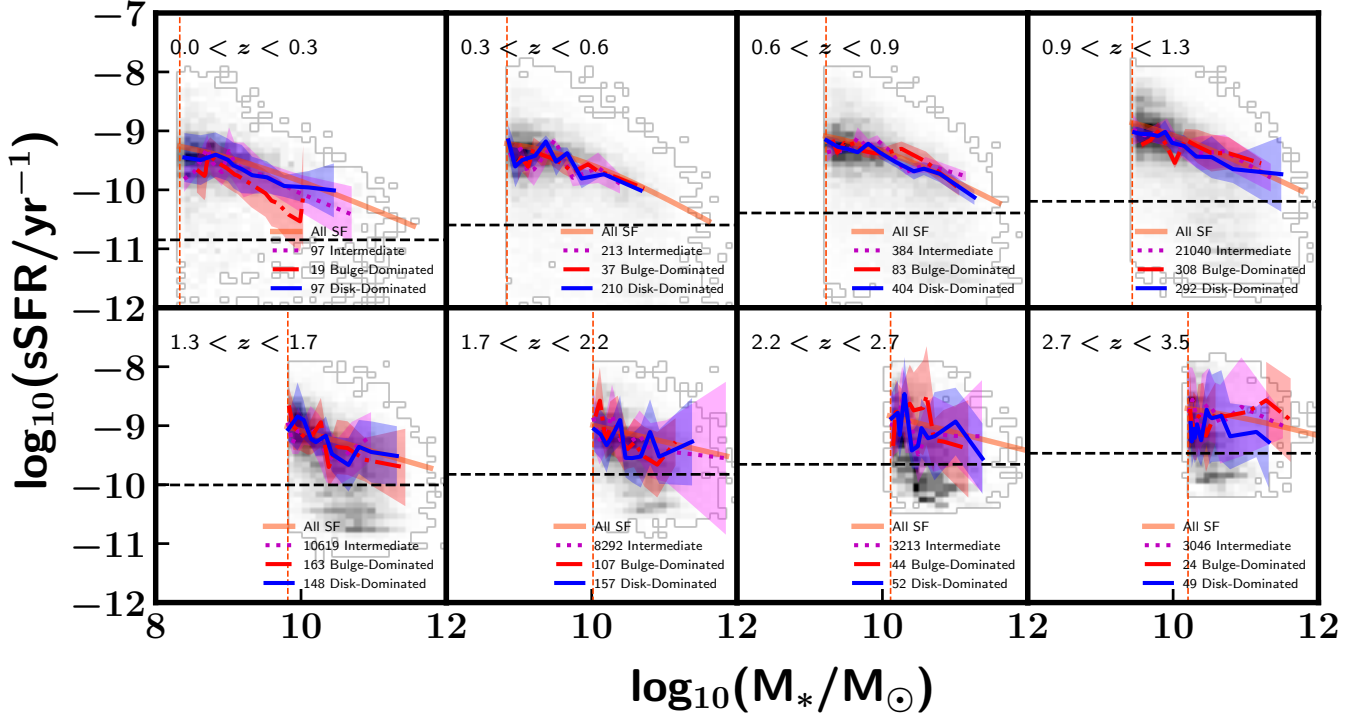 −7
0.0 < z < 0.3
0.3 < z < 0.6
0.6 < z < 0.9
0.9 < z < 1.3
−8
−9
−10
−11
−12
All SF
97 Intermediate
19 Bulge-Dominated
97 Disk-Dominated
All SF
213 Intermediate
37 Bulge-Dominated
210 Disk-Dominated
All SF
384 Intermediate
83 Bulge-Dominated
404 Disk-Dominated
All SF
21040 Intermediate
308 Bulge-Dominated
292 Disk-Dominated
1.3 < z < 1.7
1.7 < z < 2.2
2.2 < z < 2.7
2.7 < z < 3.5
−8
−9
−10
−11
−12
All SF
10619 Intermediate
163 Bulge-Dominated
148 Disk-Dominated
All SF
8292 Intermediate
107 Bulge-Dominated
157 Disk-Dominated
All SF
3213 Intermediate
44 Bulge-Dominated
52 Disk-Dominated
All SF
3046 Intermediate
24 Bulge-Dominated
49 Disk-Dominated
8 10 12 10 12 10 12 10 12
log₁₀(sSFR/yr⁻¹)
log₁₀(M*/M⊙)